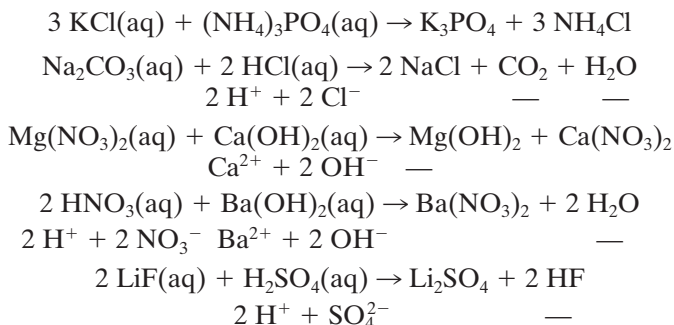 3 KCl(aq) + (NH₄)₃PO₄(aq) → K₃PO₄ + 3 NH₄Cl
Na₂CO₃(aq) + 2 HCl(aq) → 2 NaCl + CO₂ + H₂O
2 H⁺ + 2 Cl⁻ — —
Mg(NO₃)₂(aq) + Ca(OH)₂(aq) → Mg(OH)₂ + Ca(NO₃)₂
Ca²⁺ + 2 OH⁻ —
2 HNO₃(aq) + Ba(OH)₂(aq) → Ba(NO₃)₂ + 2 H₂O
2 H⁺ + 2 NO₃⁻ Ba²⁺ + 2 OH⁻ —
2 LiF(aq) + H₂SO₄(aq) → Li₂SO₄ + 2 HF
2 H⁺ + SO₄²⁻ —